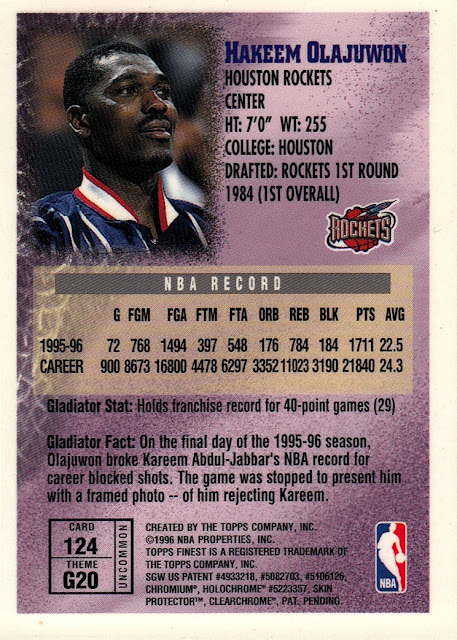 HAKEEM OLAJUWON
HOUSTON ROCKETS
CENTER
HT: 7'0" WT: 255
COLLEGE: HOUSTON
DRAFTED: ROCKETS 1ST ROUND
1984 (1ST OVERALL)
ROCKETS
NBA RECORD
G FGM FGA FTM FTA ORB REB BLK PTS AVG
1995-96 72 768 1494 397 548 176 784 184 1711 22.5
CAREER 900 8673 16800 4478 6297 3352 11023 3190 21840 24.3
Gladiator Stat: Holds franchise record for 40-point games (29)
Gladiator Fact: On the final day of the 1995-96 season,
Olajuwon broke Kareem Abdul-Jabbar's NBA record for
career blocked shots. The game was stopped to present him
with a framed photo -- of him rejecting Kareem.
CARD
124
THEME
G20
UNCOMMON
CREATED BY THE TOPPS COMPANY, INC.
©1996 NBA PROPERTIES, INC.
TOPPS FINEST IS A REGISTERED TRADEMARK OF
THE TOPPS COMPANY, INC.
SGW US PATENT #4933218, #5082703, #5106126,
CHROMIUM®, HOLOCHROME® #5223357, SKIN
PROTECTOR™, CLEARCHROME®, PAT. PENDING.
NBA